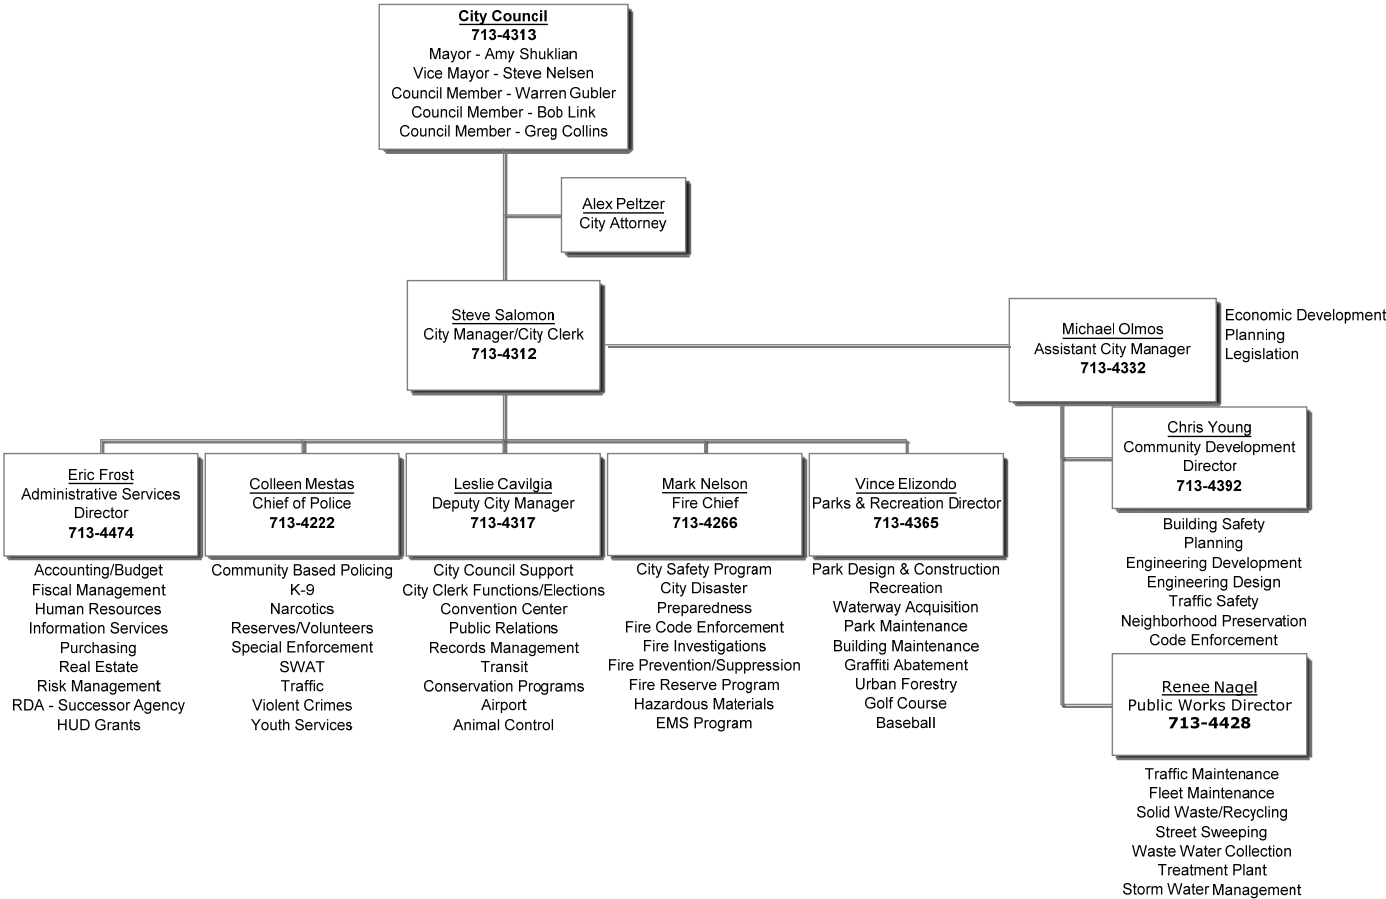 City Council
713-4313
Mayor - Amy Shuklian
Vice Mayor - Steve Nelsen
Council Member - Warren Gubler
Council Member - Bob Link
Council Member - Greg Collins
Alex Peltzer
City Attorney
Steve Salomon
City Manager/City Clerk
713-4312
Michael Olmos
Assistant City Manager
713-4332
Economic Development
Planning
Legislation
Eric Frost
Administrative Services
Director
713-4474
Accounting/Budget
Fiscal Management
Human Resources
Information Services
Purchasing
Real Estate
Risk Management
RDA - Successor Agency
HUD Grants
Colleen Mestas
Chief of Police
713-4222
Community Based Policing
K-9
Narcotics
Reserves/Volunteers
Special Enforcement
SWAT
Traffic
Violent Crimes
Youth Services
Leslie Cavilgia
Deputy City Manager
713-4317
City Council Support
City Clerk Functions/Elections
Convention Center
Public Relations
Records Management
Transit
Conservation Programs
Airport
Animal Control
Mark Nelson
Fire Chief
713-4266
City Safety Program
City Disaster
Preparedness
Fire Code Enforcement
Fire Investigations
Fire Prevention/Suppression
Fire Reserve Program
Hazardous Materials
EMS Program
Vince Elizondo
Parks & Recreation Director
713-4365
Park Design & Construction
Recreation
Waterway Acquisition
Park Maintenance
Building Maintenance
Graffiti Abatement
Urban Forestry
Golf Course
Baseball
Chris Young
Community Development
Director
713-4392
Building Safety
Planning
Engineering Development
Engineering Design
Traffic Safety
Neighborhood Preservation
Code Enforcement
Renee Nagel
Public Works Director
713-4428
Traffic Maintenance
Fleet Maintenance
Solid Waste/Recycling
Street Sweeping
Waste Water Collection
Treatment Plant
Storm Water Management